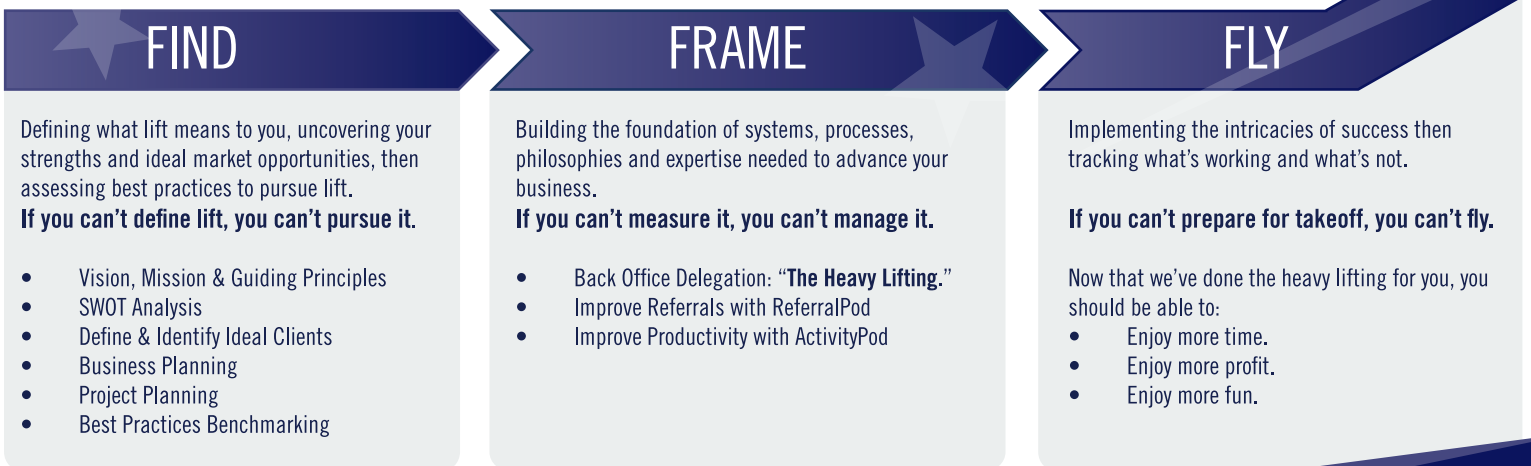 FIND
Defining what lift means to you, uncovering your
strengths and ideal market opportunities, then
assessing best practices to pursue lift.
If you can’t define lift, you can’t pursue it.
• Vision, Mission & Guiding Principles
• SWOT Analysis
• Define & Identify Ideal Clients
• Business Planning
• Project Planning
• Best Practices Benchmarking
FRAME
Building the foundation of systems, processes,
philosophies and expertise needed to advance your
business.
If you can’t measure it, you can’t manage it.
• Back Office Delegation: “The Heavy Lifting.”
• Improve Referrals with ReferralPod
• Improve Productivity with ActivityPod
FLY
Implementing the intricacies of success then
tracking what’s working and what’s not.
If you can’t prepare for takeoff, you can’t fly.
Now that we’ve done the heavy lifting for you, you
should be able to:
• Enjoy more time.
• Enjoy more profit.
• Enjoy more fun.